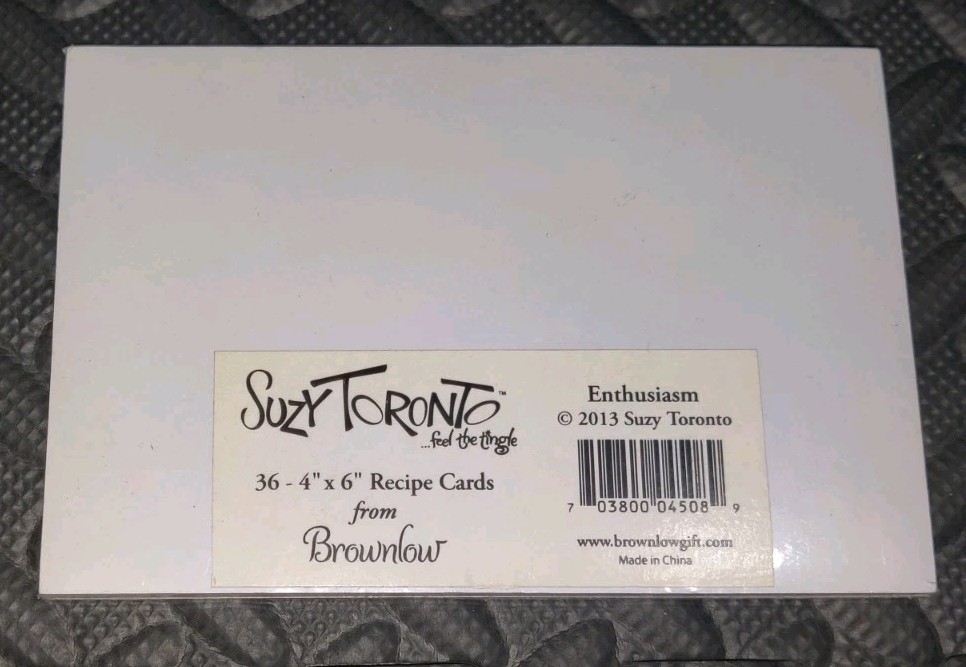 SUZY TORONTO™
...feel the tingle
36 - 4" x 6" Recipe Cards
from
Brownlow
Enthusiasm
© 2013 Suzy Toronto
7 03800 04508 9
www.brownlowgift.com
Made in China